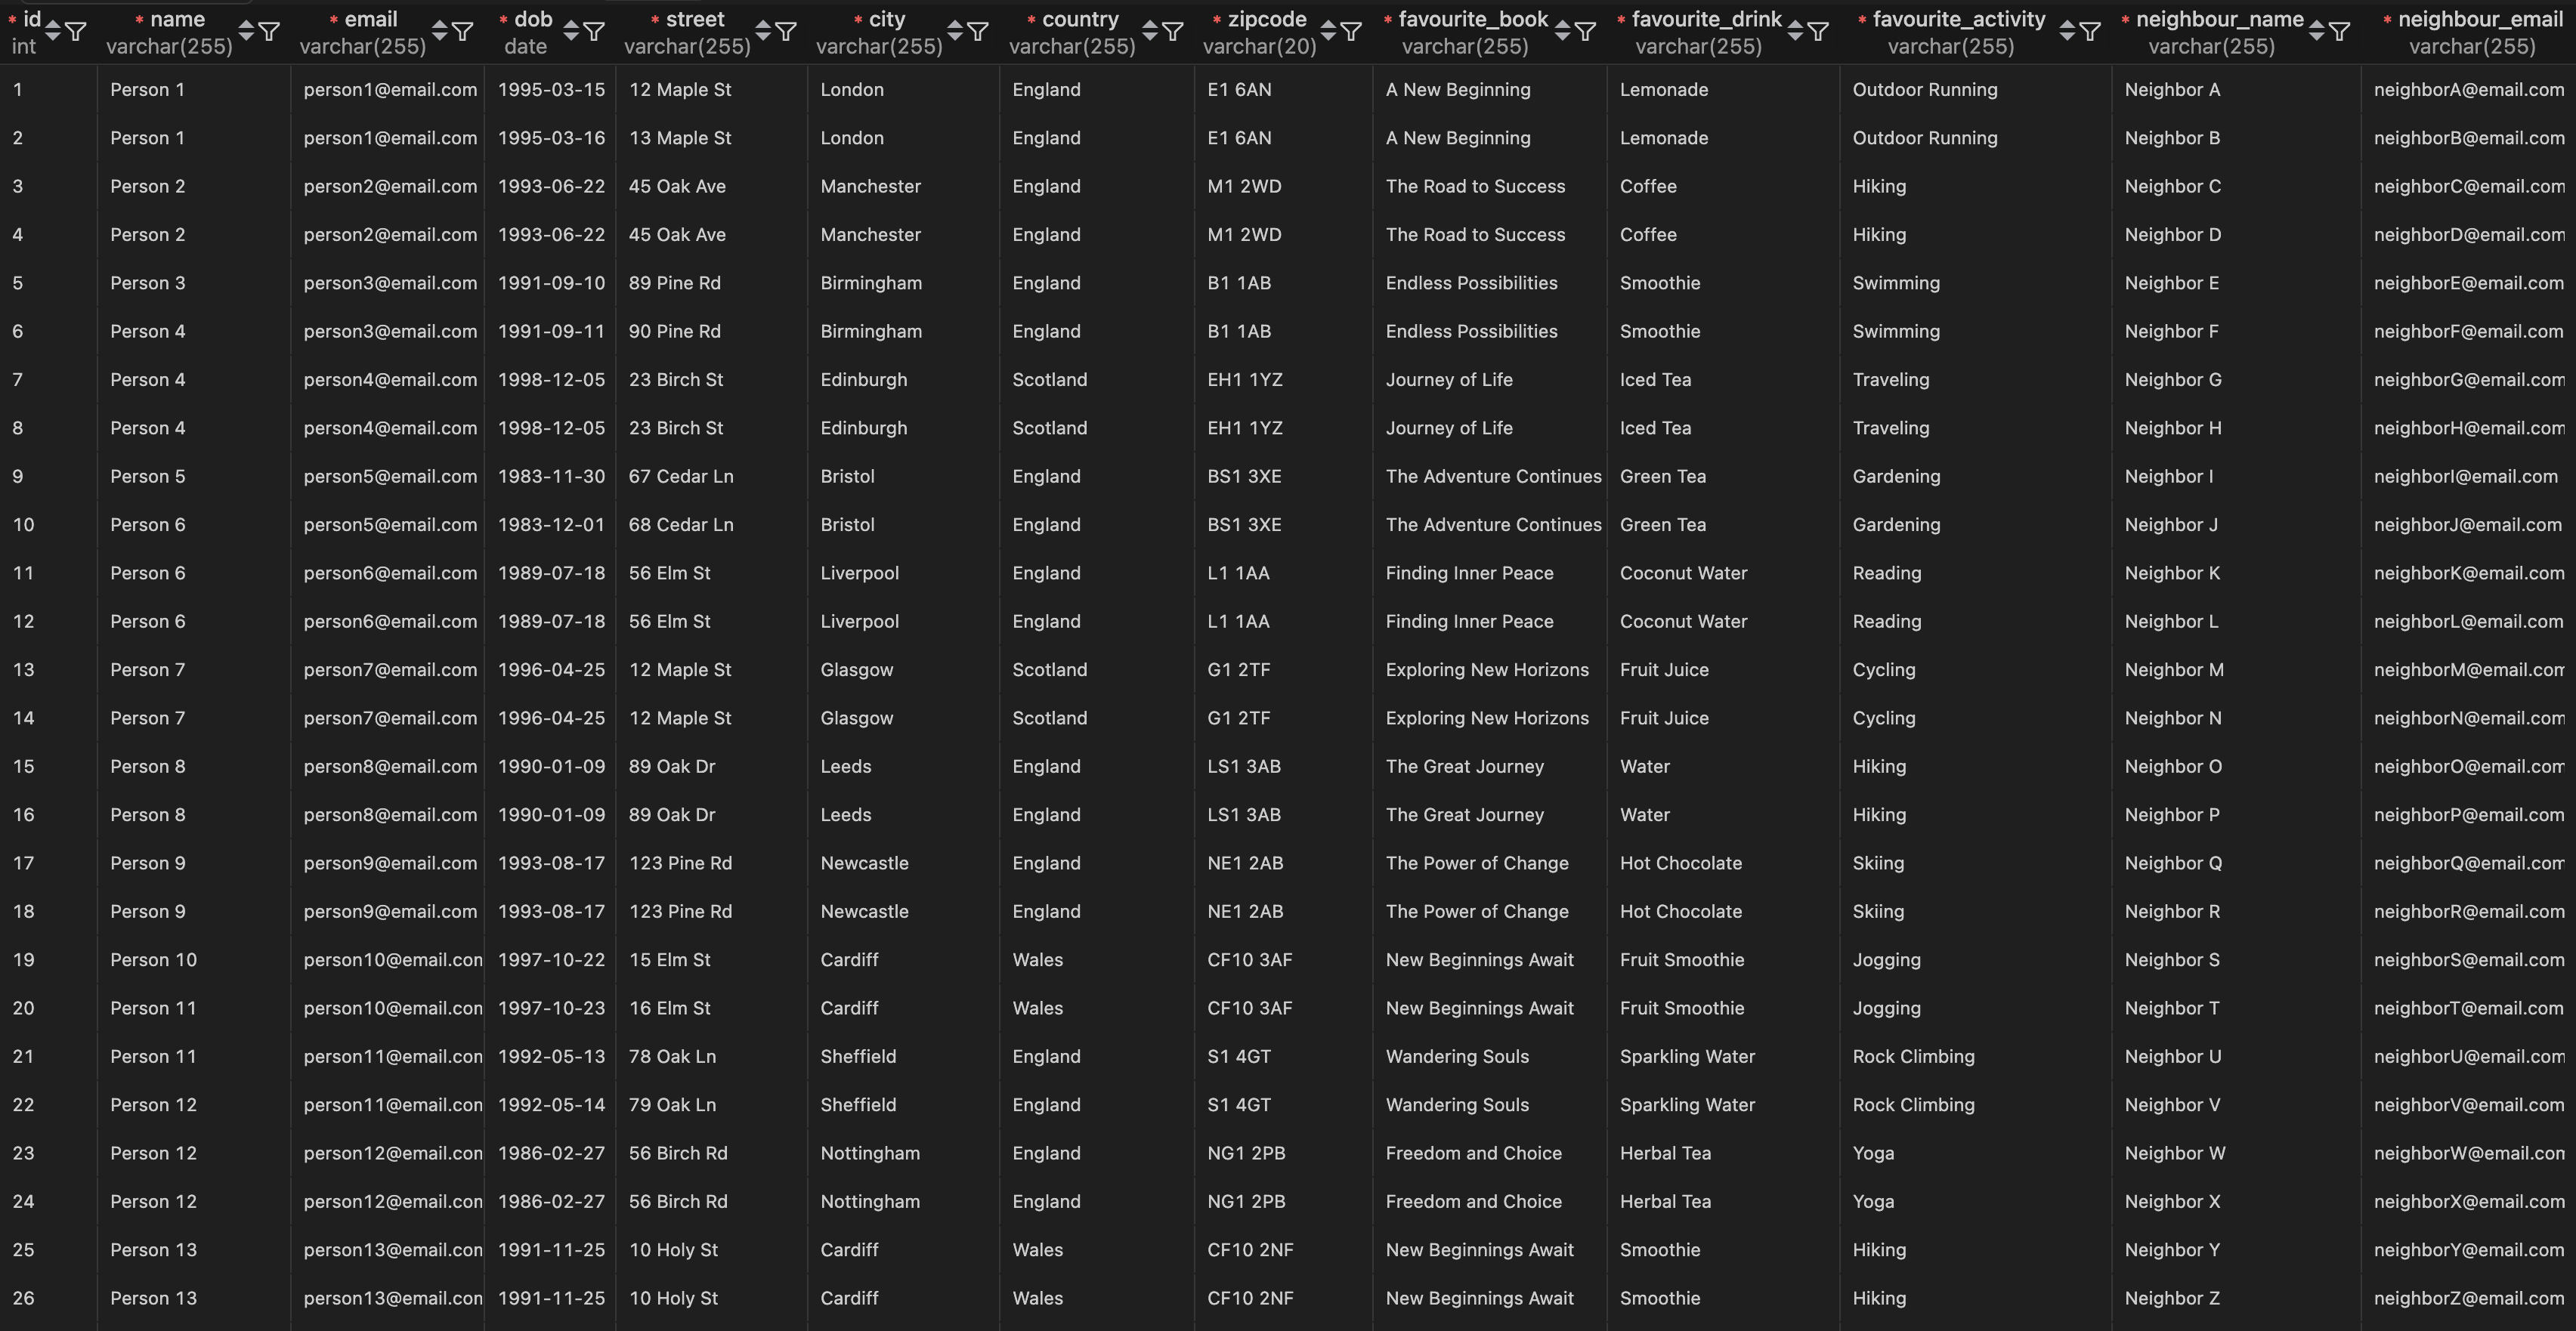 * id * name * email * dob * street * city * country * zipcode * favourite_book * favourite_drink * favourite_activity * neighbour_name * neighbour_email
int varchar(255) varchar(255) date varchar(255) varchar(255) varchar(255) varchar(20) varchar(255) varchar(255) varchar(255) varchar(255) varchar(255)
1 Person 1 person1@email.com 1995-03-15 12 Maple St London England E1 6AN A New Beginning Lemonade Outdoor Running Neighbor A neighborA@email.com
2 Person 1 person1@email.com 1995-03-16 13 Maple St London England E1 6AN A New Beginning Lemonade Outdoor Running Neighbor B neighborB@email.com
3 Person 2 person2@email.com 1993-06-22 45 Oak Ave Manchester England M1 2WD The Road to Success Coffee Hiking Neighbor C neighborC@email.com
4 Person 2 person2@email.com 1993-06-22 45 Oak Ave Manchester England M1 2WD The Road to Success Coffee Hiking Neighbor D neighborD@email.com
5 Person 3 person3@email.com 1991-09-10 89 Pine Rd Birmingham England B1 1AB Endless Possibilities Smoothie Swimming Neighbor E neighborE@email.com
6 Person 4 person3@email.com 1991-09-11 90 Pine Rd Birmingham England B1 1AB Endless Possibilities Smoothie Swimming Neighbor F neighborF@email.com
7 Person 4 person4@email.com 1998-12-05 23 Birch St Edinburgh Scotland EH1 1YZ Journey of Life Iced Tea Traveling Neighbor G neighborG@email.com
8 Person 4 person4@email.com 1998-12-05 23 Birch St Edinburgh Scotland EH1 1YZ Journey of Life Iced Tea Traveling Neighbor H neighborH@email.com
9 Person 5 person5@email.com 1983-11-30 67 Cedar Ln Bristol England BS1 3XE The Adventure Continues Green Tea Gardening Neighbor I neighborI@email.com
10 Person 6 person5@email.com 1983-12-01 68 Cedar Ln Bristol England BS1 3XE The Adventure Continues Green Tea Gardening Neighbor J neighborJ@email.com
11 Person 6 person6@email.com 1989-07-18 56 Elm St Liverpool England L1 1AA Finding Inner Peace Coconut Water Reading Neighbor K neighborK@email.com
12 Person 6 person6@email.com 1989-07-18 56 Elm St Liverpool England L1 1AA Finding Inner Peace Coconut Water Reading Neighbor L neighborL@email.com
13 Person 7 person7@email.com 1996-04-25 12 Maple St Glasgow Scotland G1 2TF Exploring New Horizons Fruit Juice Cycling Neighbor M neighborM@email.com
14 Person 7 person7@email.com 1996-04-25 12 Maple St Glasgow Scotland G1 2TF Exploring New Horizons Fruit Juice Cycling Neighbor N neighborN@email.com
15 Person 8 person8@email.com 1990-01-09 89 Oak Dr Leeds England LS1 3AB The Great Journey Water Hiking Neighbor O neighborO@email.com
16 Person 8 person8@email.com 1990-01-09 89 Oak Dr Leeds England LS1 3AB The Great Journey Water Hiking Neighbor P neighborP@email.com
17 Person 9 person9@email.com 1993-08-17 123 Pine Rd Newcastle England NE1 2AB The Power of Change Hot Chocolate Skiing Neighbor Q neighborQ@email.com
18 Person 9 person9@email.com 1993-08-17 123 Pine Rd Newcastle England NE1 2AB The Power of Change Hot Chocolate Skiing Neighbor R neighborR@email.com
19 Person 10 person10@email.con 1997-10-22 15 Elm St Cardiff Wales CF10 3AF New Beginnings Await Fruit Smoothie Jogging Neighbor S neighborS@email.com
20 Person 11 person10@email.con 1997-10-23 16 Elm St Cardiff Wales CF10 3AF New Beginnings Await Fruit Smoothie Jogging Neighbor T neighborT@email.com
21 Person 11 person11@email.con 1992-05-13 78 Oak Ln Sheffield England S1 4GT Wandering Souls Sparkling Water Rock Climbing Neighbor U neighborU@email.com
22 Person 12 person11@email.con 1992-05-14 79 Oak Ln Sheffield England S1 4GT Wandering Souls Sparkling Water Rock Climbing Neighbor V neighborV@email.com
23 Person 12 person12@email.con 1986-02-27 56 Birch Rd Nottingham England NG1 2PB Freedom and Choice Herbal Tea Yoga Neighbor W neighborW@email.con
24 Person 12 person12@email.con 1986-02-27 56 Birch Rd Nottingham England NG1 2PB Freedom and Choice Herbal Tea Yoga Neighbor X neighborX@email.com
25 Person 13 person13@email.con 1991-11-25 10 Holy St Cardiff Wales CF10 2NF New Beginnings Await Smoothie Hiking Neighbor Y neighborY@email.com
26 Person 13 person13@email.con 1991-11-25 10 Holy St Cardiff Wales CF10 2NF New Beginnings Await Smoothie Hiking Neighbor Z neighborZ@email.com